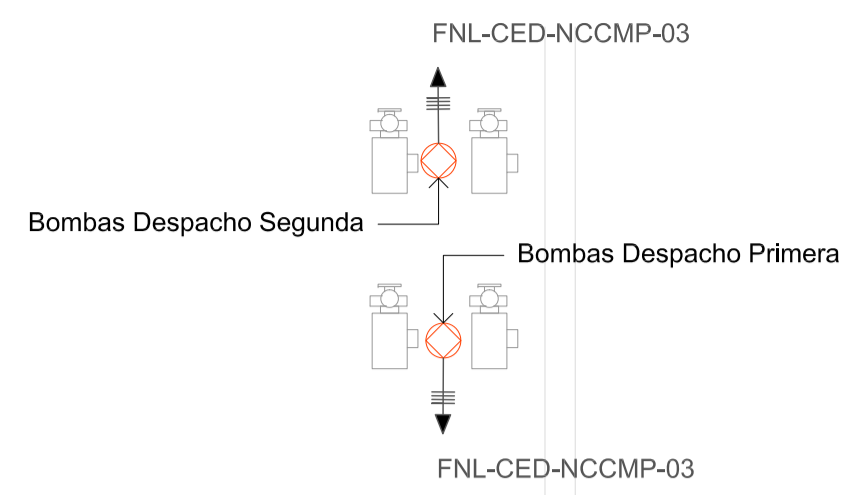 FNL-CED-NCCMP-03
Bombas Despacho Segunda
Bombas Despacho Primera
FNL-CED-NCCMP-03